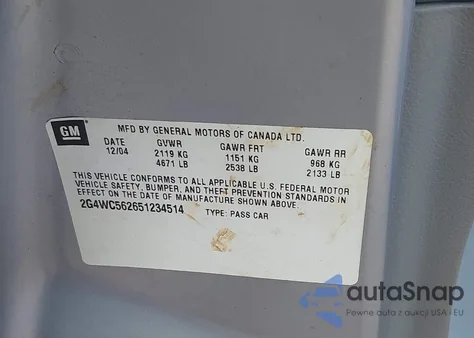 GM
MFD BY GENERAL MOTORS OF CANADA LTD.
DATE GVWR GAWR FRT GAWR RR
12/04 2119 KG 1151 KG 968 KG
4671 LB 2538 LB 2133 LB
THIS VEHICLE CONFORMS TO ALL APPLICABLE U.S. FEDERAL MOTOR
VEHICLE SAFETY, BUMPER, AND THEFT PREVENTION STANDARDS IN
EFFECT ON THE DATE OF MANUFACTURE SHOWN ABOVE.
2G4WC562651234514 TYPE: PASS CAR
autoSnap
Pewne auta z aukcji USA i EU